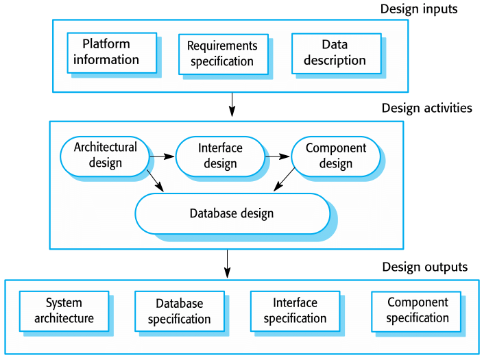 Design inputs
Platform
information
Requirements
specification
Data
description
Design activities
Architectural
design
Interface
design
Component
design
Database design
Design outputs
System
architecture
Database
specification
Interface
specification
Component
specification